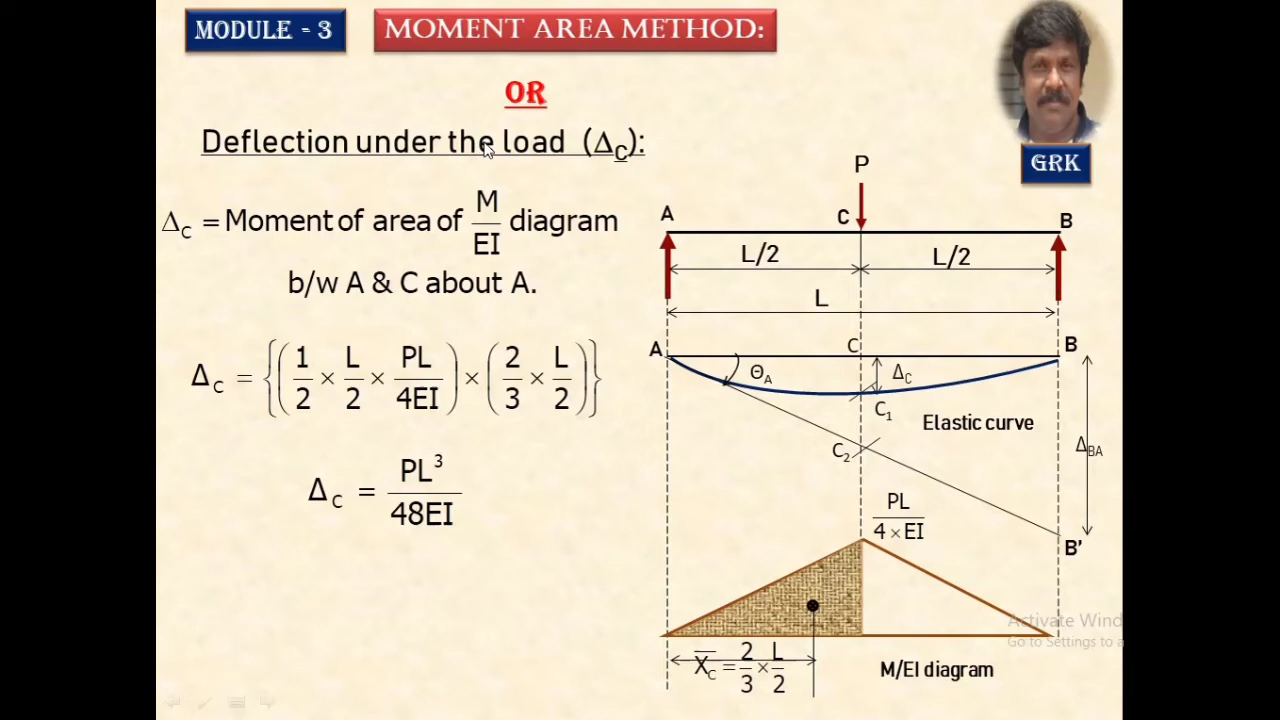 MODULE - 3
MOMENT AREA METHOD:
OR
GRK
Deflection under the load (Δ_C):
Δ_C = Moment of area of M/EI diagram
b/w A & C about A.
Δ_C = {(1/2 × L/2 × PL/4EI) × (2/3 × L/2)}
Δ_C = PL³/48EI
P
A C B
L/2 L/2
L
A C B
Θ_A Δ_C
C₁ Elastic curve
C₂ Δ_BA
PL/4 × EI
B'
Activate Wind
Go to Settings to a
X̄_C = 2/3 × L/2
M/EI diagram